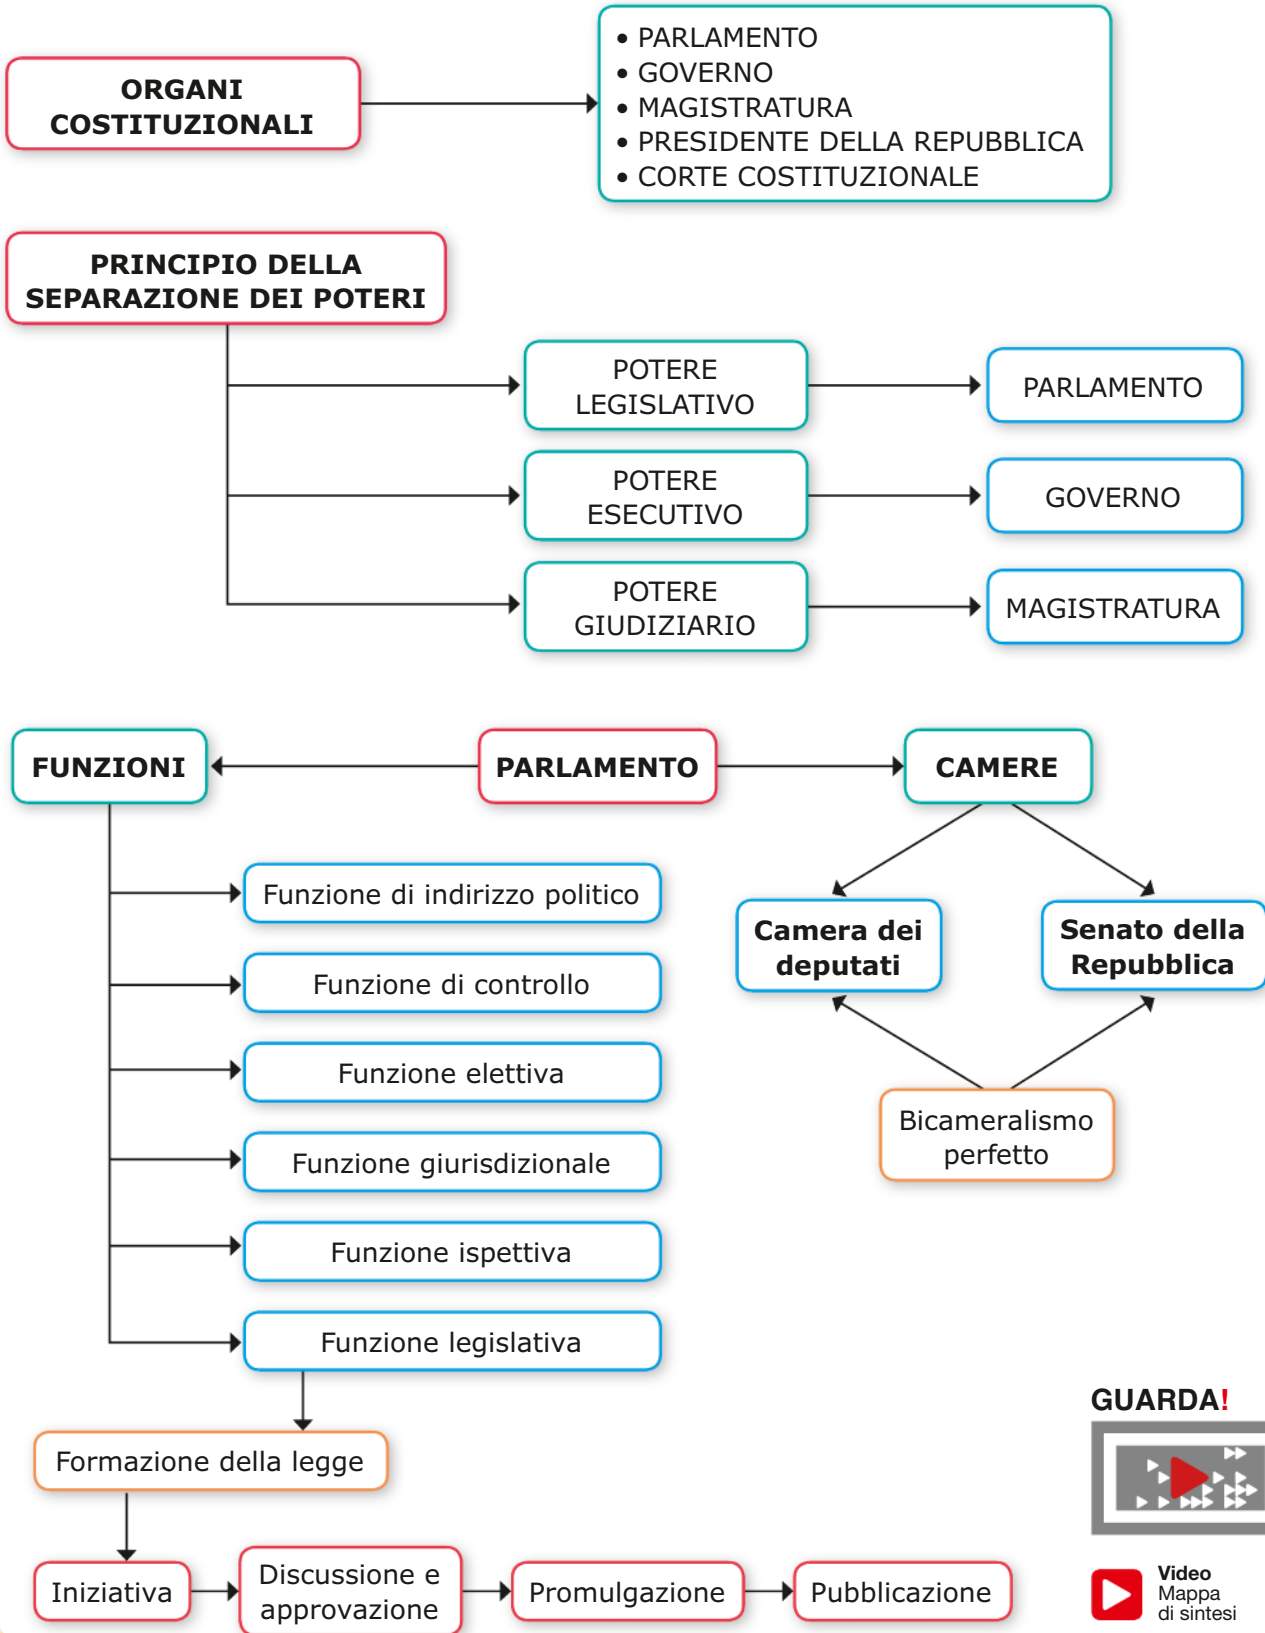 ORGANI
COSTITUZIONALI
• PARLAMENTO
• GOVERNO
• MAGISTRATURA
• PRESIDENTE DELLA REPUBBLICA
• CORTE COSTITUZIONALE
PRINCIPIO DELLA
SEPARAZIONE DEI POTERI
POTERE
LEGISLATIVO
PARLAMENTO
POTERE
ESECUTIVO
GOVERNO
POTERE
GIUDIZIARIO
MAGISTRATURA
FUNZIONI
PARLAMENTO
CAMERE
Funzione di indirizzo politico
Funzione di controllo
Funzione elettiva
Funzione giurisdizionale
Funzione ispettiva
Funzione legislativa
Camera dei
deputati
Senato della
Repubblica
Bicameralismo
perfetto
Formazione della legge
Iniziativa
Discussione e
approvazione
Promulgazione
Pubblicazione
GUARDA!
Video
Mappa
di sintesi